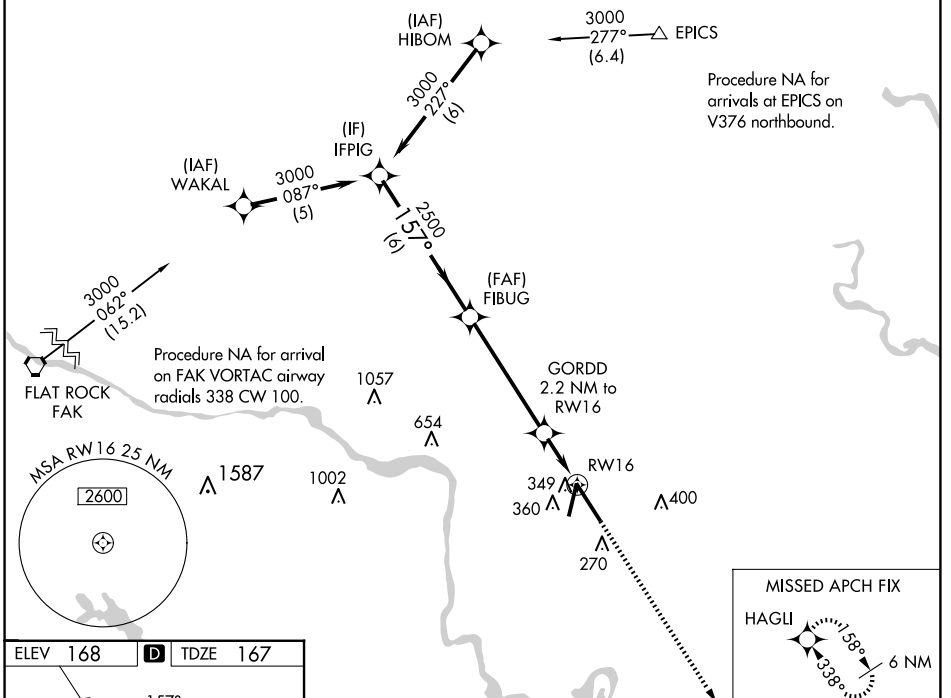 (IAF)
HIBOM
3000
277°
(6.4)
EPICS
Procedure NA for
arrivals at EPICS on
V376 northbound.
3000
227°
(6)
(IF)
IFPIG
(IAF)
WAKAL
3000
087°
(5)
2500
157°
(6)
(FAF)
FIBUG
3000
062°
(15.2)
FLAT ROCK
FAK
Procedure NA for arrival
on FAK VORTAC airway
radials 338 CW 100.
1057
654
GORDD
2.2 NM to
RW16
MSA RW16 25 NM
2600
1587
1002
RW16
349
360
400
270
MISSED APCH FIX
HAGLI
158°
338°
6 NM
ELEV 168 D TDZE 167